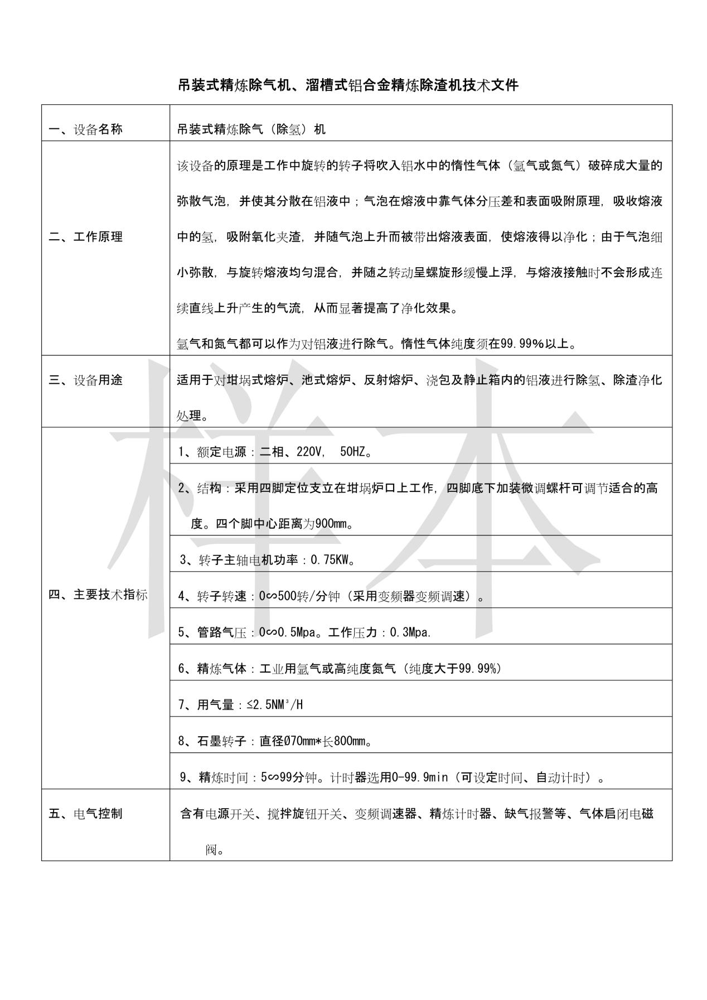 吊装式精炼除气机、溜槽式铝合金精炼除渣机技术文件
一、设备名称
吊装式精炼除气（除氢）机
二、工作原理
该设备的原理是工作中旋转的转子将吹入铝水中的惰性气体（氩气或氮气）破碎成大量的
弥散气泡，并使其分散在铝液中；气泡在熔液中靠气体分压差和表面吸附原理，吸收熔液
中的氢，吸附氧化夹渣，并随气泡上升而被带出熔液表面，使熔液得以净化；由于气泡细
小弥散，与旋转熔液均匀混合，并随之转动呈螺旋形缓慢上浮，与熔液接触时不会形成连
续直线上升产生的气流，从而显著提高了净化效果。
氩气和氮气都可以作为对铝液进行除气。惰性气体纯度须在99.99%以上。
三、设备用途
适用于对坩埚式熔炉、池式熔炉、反射熔炉、浇包及静止箱内的铝液进行除氢、除渣净化
处理。
四、主要技术指标
1、额定电源：二相、220V， 50HZ。
2、结构：采用四脚定位支立在坩埚炉口上工作，四脚底下加装微调螺杆可调节适合的高
度。四个脚中心距离为900mm。
3、转子主轴电机功率：0.75KW。
4、转子转速：0∽500转/分钟（采用变频器变频调速）。
5、管路气压：0∽0.5Mpa。工作压力：0.3Mpa.
6、精炼气体：工业用氩气或高纯度氮气（纯度大于99.99%）
7、用气量：≤2.5NM³/H
8、石墨转子：直径Ø70mm*长800mm。
9、精炼时间：5∽99分钟。计时器选用0-99.9min（可设定时间、自动计时）。
五、电气控制
含有电源开关、搅拌旋钮开关、变频调速器、精炼计时器、缺气报警等、气体启闭电磁
阀。
样本